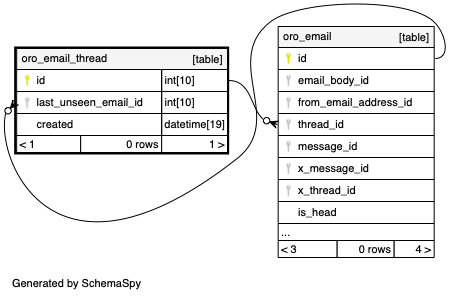 oro_email_thread [table]
id int[10]
last_unseen_email_id int[10]
created datetime[19]
< 1 0 rows 1 >
oro_email [table]
id
email_body_id
from_email_address_id
thread_id
message_id
x_message_id
x_thread_id
is_head
...
< 3 0 rows 4 >
Generated by SchemaSpy